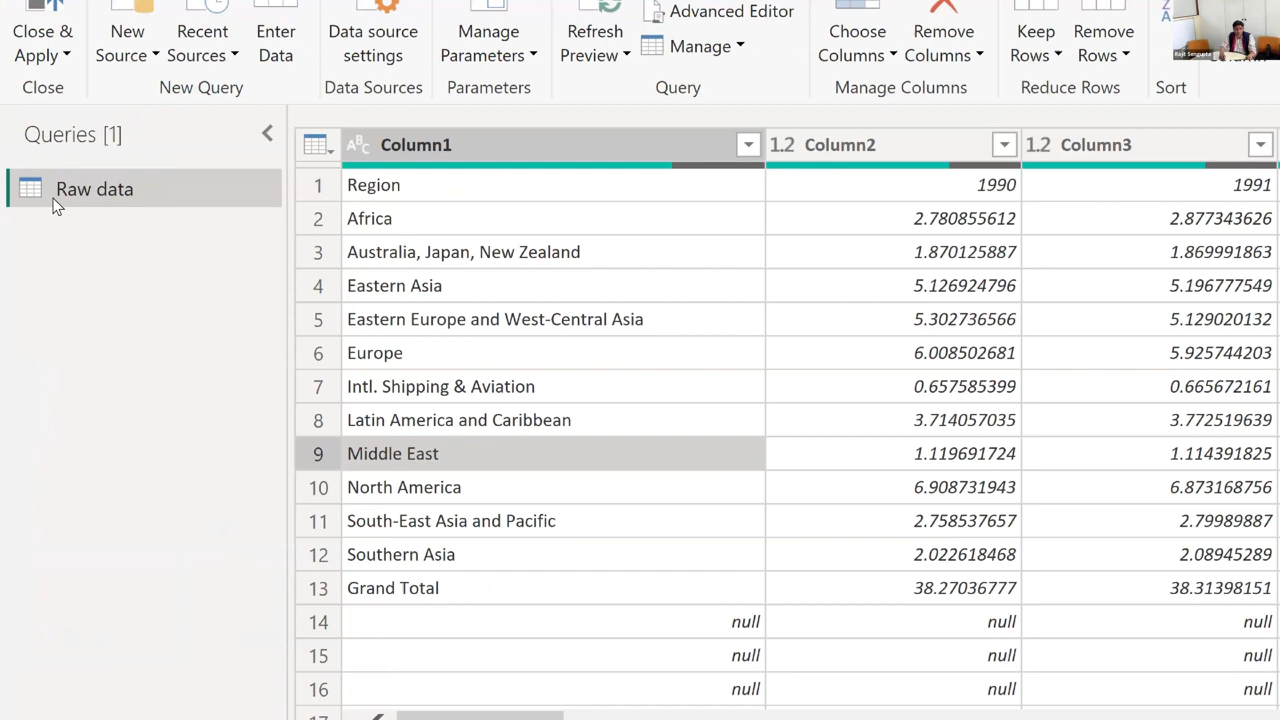 Close &
Apply
New
Source
Recent
Sources
Enter
Data
Data source
settings
Manage
Parameters
Refresh
Preview
Advanced Editor
Manage
Choose
Columns
Remove
Columns
Keep
Rows
Remove
Rows
Close
New Query
Data Sources
Parameters
Query
Manage Columns
Reduce Rows
Sort
Queries [1]
Raw data
ABC Column1 1.2 Column2 1.2 Column3
1 Region 1990 1991
2 Africa 2.780855612 2.877343626
3 Australia, Japan, New Zealand 1.870125887 1.869991863
4 Eastern Asia 5.126924796 5.196777549
5 Eastern Europe and West-Central Asia 5.302736566 5.129020132
6 Europe 6.008502681 5.925744203
7 Intl. Shipping & Aviation 0.657585399 0.665672161
8 Latin America and Caribbean 3.714057035 3.772519639
9 Middle East 1.119691724 1.114391825
10 North America 6.908731943 6.873168756
11 South-East Asia and Pacific 2.758537657 2.79989887
12 Southern Asia 2.022618468 2.08945289
13 Grand Total 38.27036777 38.31398151
14 null null null
15 null null null
16 null null null